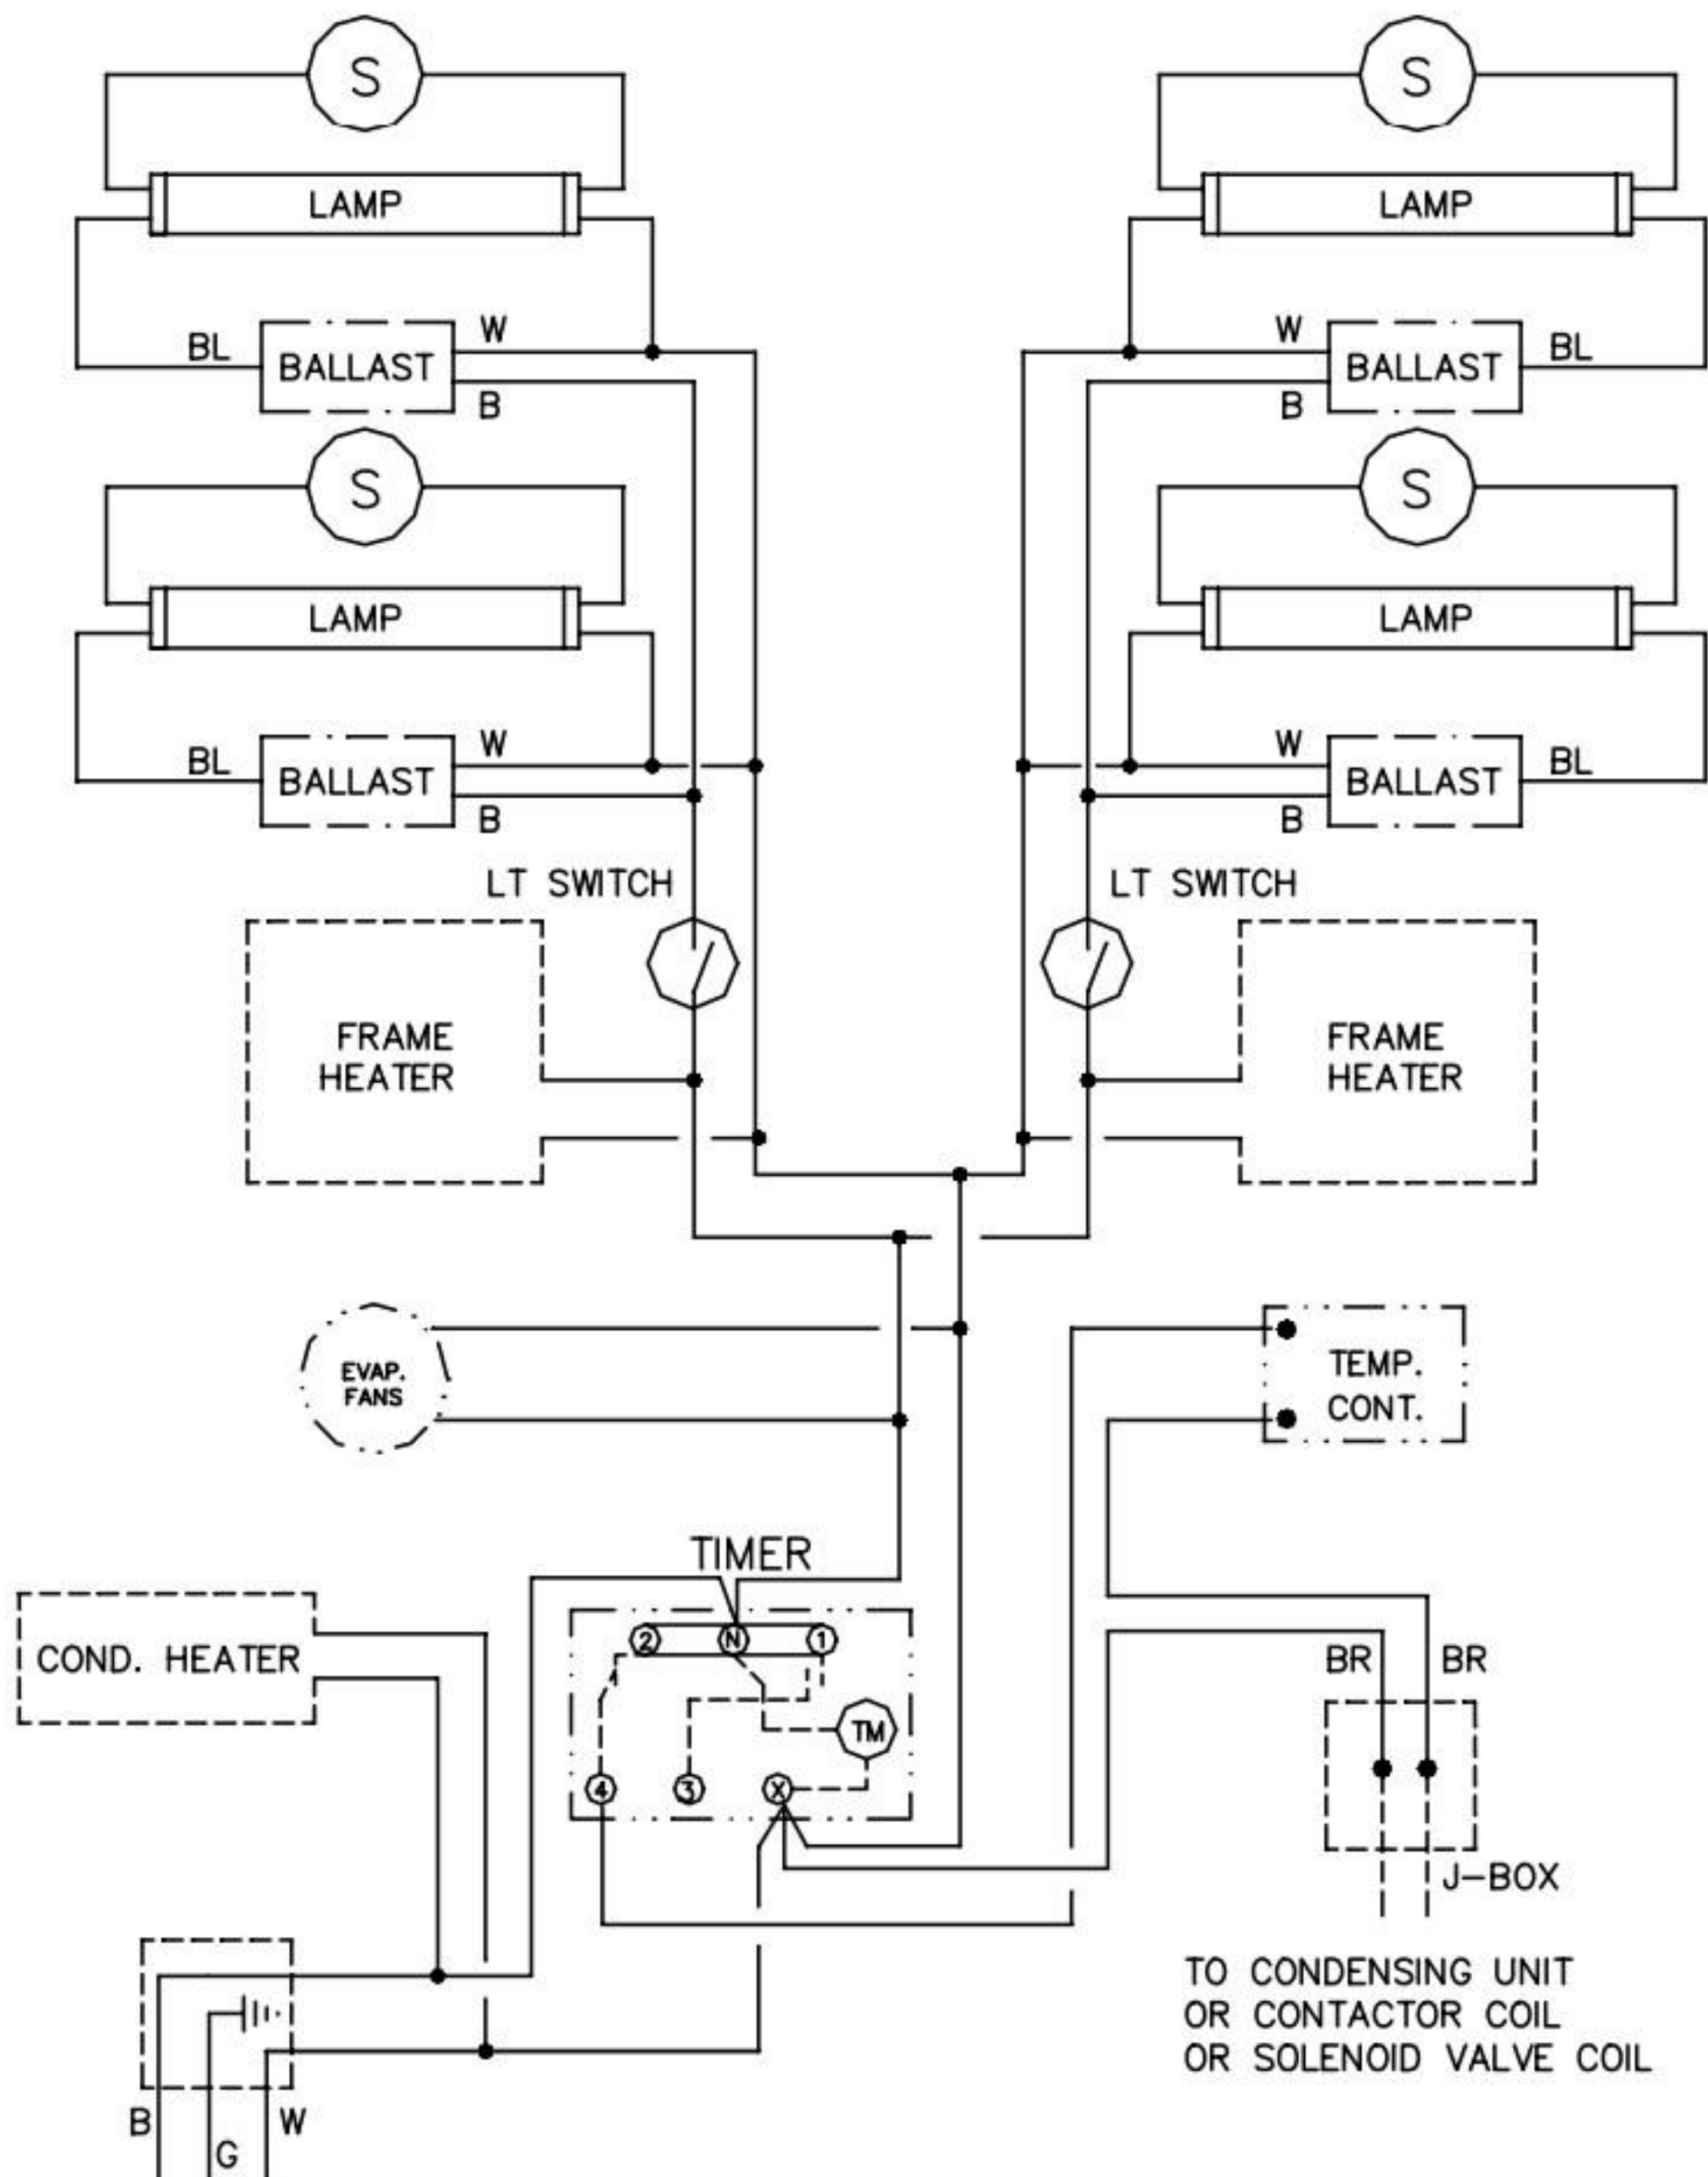 S
S
LAMP
LAMP
BL
BALLAST
W
B
W
B
BALLAST
BL
S
S
LAMP
LAMP
BL
BALLAST
W
B
W
B
BALLAST
BL
LT SWITCH
LT SWITCH
FRAME
HEATER
FRAME
HEATER
EVAP.
FANS
TEMP.
CONT.
TIMER
2
N
1
TM
4
3
X
COND. HEATER
BR
BR
J-BOX
TO CONDENSING UNIT
OR CONTACTOR COIL
OR SOLENOID VALVE COIL
B
G
W